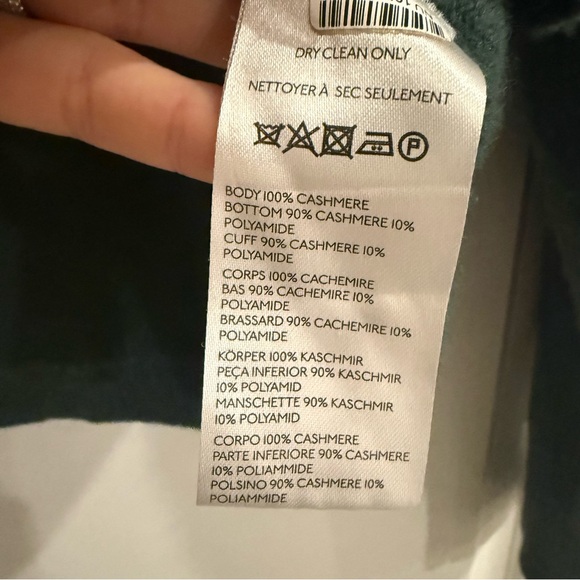 DRY CLEAN ONLY
NETTOYER À SEC SEULEMENT
P
BODY 100% CASHMERE
BOTTOM 90% CASHMERE 10%
POLYAMIDE
CUFF 90% CASHMERE 10%
POLYAMIDE
CORPS 100% CACHEMIRE
BAS 90% CACHEMIRE 10%
POLYAMIDE
BRASSARD 90% CACHEMIRE 10%
POLYAMIDE
KÖRPER 100% KASCHMIR
PEÇA INFERIOR 90% KASCHMIR
10% POLYAMID
MANSCHETTE 90% KASCHMIR
10% POLYAMID
CORPO 100% CASHMERE
PARTE INFERIORE 90% CASHMERE
10% POLIAMMIDE
POLSINO 90% CASHMERE 10%
POLIAMMIDE